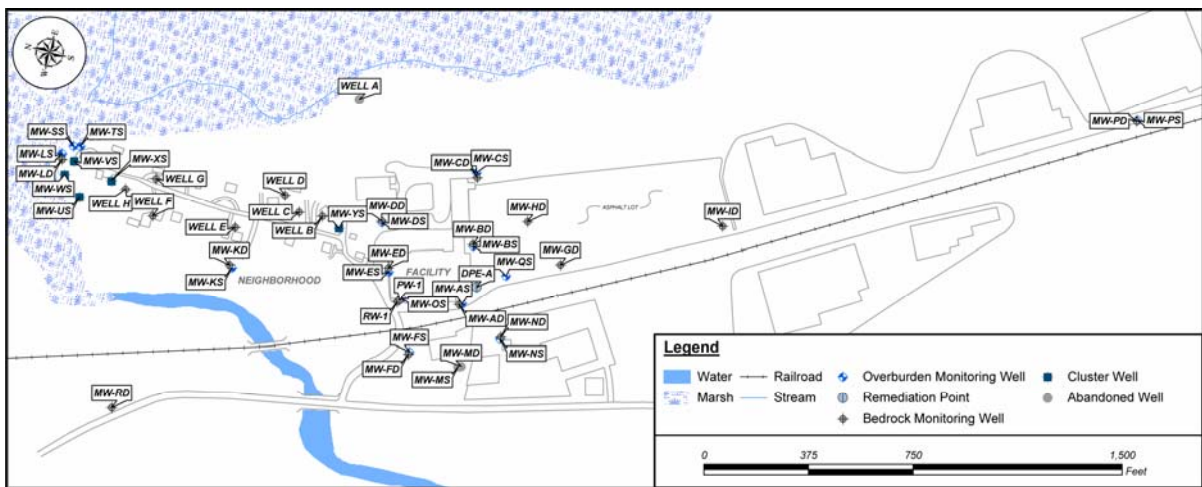 N
E
S
W
WELL A
MW-SS
MW-TS
MW-LS
MW-VS
MW-XS
MW-LD
MW-WS
MW-US
WELL H
WELL G
WELL F
WELL E
WELL D
WELL C
WELL B
MW-YS
MW-DD
MW-DS
MW-CD
MW-CS
MW-HD
ASPHALT LOT
MW-ID
MW-PD
MW-PS
MW-BD
MW-BS
MW-GD
MW-QS
MW-KD
MW-KS
NEIGHBORHOOD
MW-ED
MW-ES
FACILITY
DPE-A
PW-1
MW-OS
MW-AS
RW-1
MW-AD
MW-ND
MW-NS
MW-FS
MW-FD
MW-MD
MW-MS
MW-RD
Legend
Water
Railroad
Overburden Monitoring Well
Cluster Well
Marsh
Stream
Remediation Point
Abandoned Well
Bedrock Monitoring Well
0 375 750 1,500
Feet